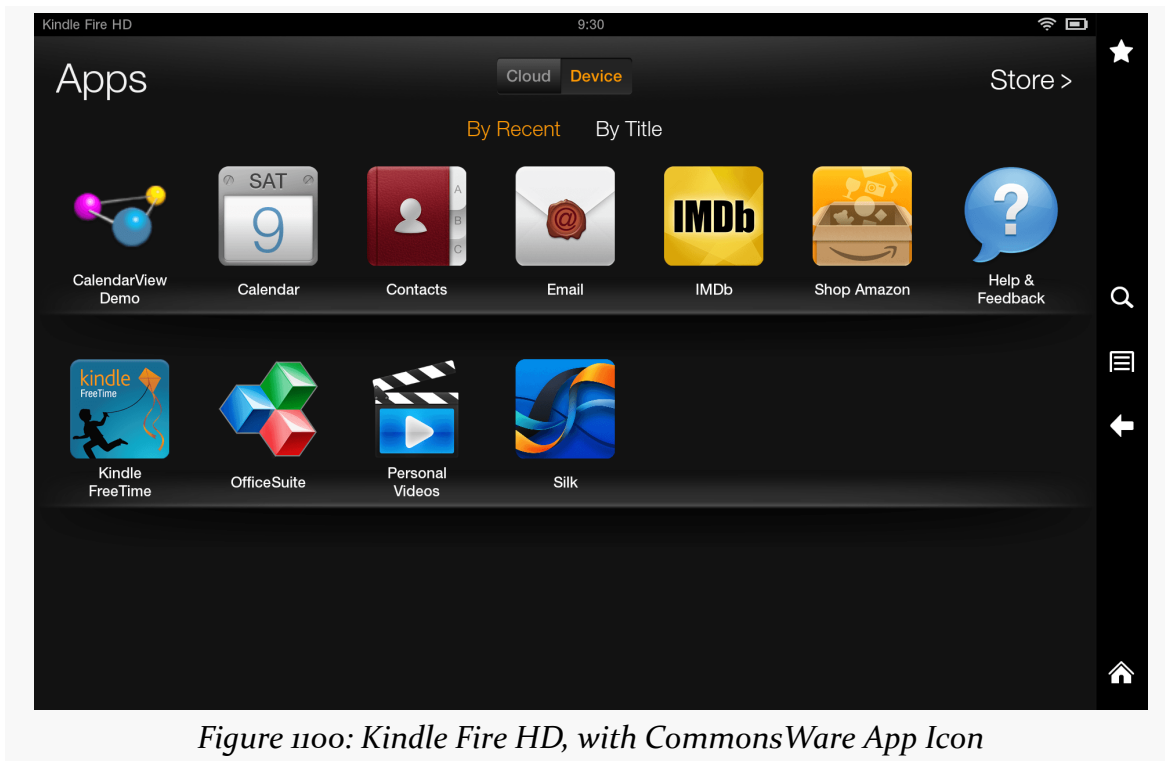 Kindle Fire HD 9:30
Apps Cloud Device Store >
By Recent By Title
SAT
9
A
B
C
@
IMDb
?
CalendarView
Demo
Calendar
Contacts
Email
IMDb
Shop Amazon
Help &
Feedback
kindle
FreeTime
Kindle
FreeTime
OfficeSuite
Personal
Videos
Silk
Figure 1100: Kindle Fire HD, with CommonsWare App Icon